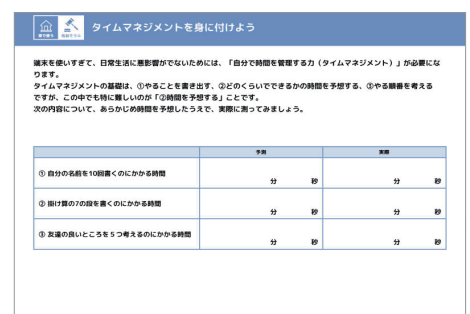 タイムマネジメントを身に付けよう
端末を使いすぎて、日常生活に悪影響がでないためには、「自分で時間を管理する力（タイムマネジメント）」が必要にな
ります。
タイムマネジメントの基礎は、①やることを書き出す、②どのくらいでできるかの時間を予想する、③やる順番を考える
ですが、この中でも特に難しいのが「②時間を予想する」ことです。
次の内容について、あらかじめ時間を予想したうえで、実際に測ってみましょう。
予測 実際
① 自分の名前を10回書くのにかかる時間 分 秒 分 秒
② 掛け算の7の段を書くのにかかる時間 分 秒 分 秒
③ 友達の良いところを５つ考えるのにかかる時間 分 秒 分 秒